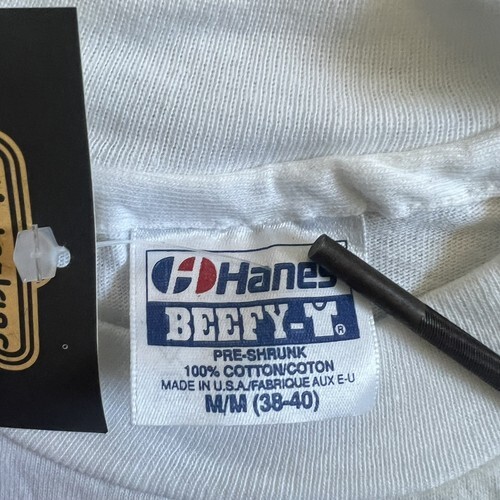 Hanes
BEEFY-T®
PRE-SHRUNK
100% COTTON/COTON
MADE IN U.S.A./FABRIQUE AUX E-U
M/M (38-40)